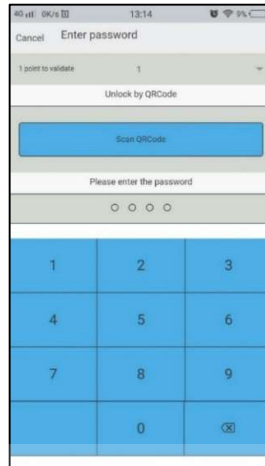 4G 0K/s 13:14 9%
Cancel Enter password
1 point to validate 1
Unlock by QRCode
Scan QRCode
Please enter the password
1 2 3
4 5 6
7 8 9
0